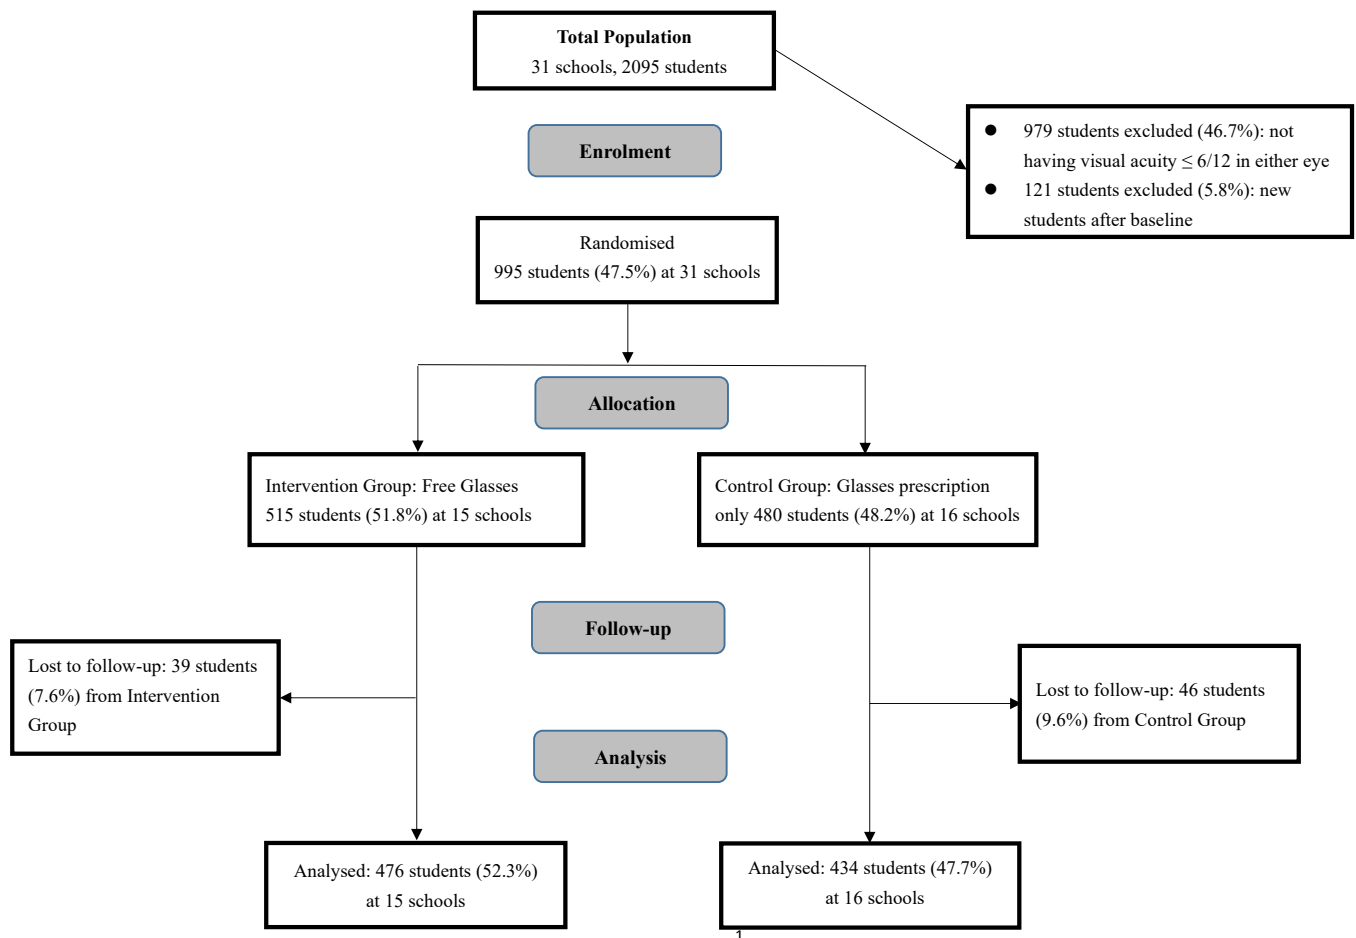 Total Population
31 schools, 2095 students
● 979 students excluded (46.7%): not
having visual acuity ≤ 6/12 in either eye
● 121 students excluded (5.8%): new
students after baseline
Enrolment
Randomised
995 students (47.5%) at 31 schools
Allocation
Intervention Group: Free Glasses
515 students (51.8%) at 15 schools
Control Group: Glasses prescription
only 480 students (48.2%) at 16 schools
Follow-up
Lost to follow-up: 39 students
(7.6%) from Intervention
Group
Lost to follow-up: 46 students
(9.6%) from Control Group
Analysis
Analysed: 476 students (52.3%)
at 15 schools
Analysed: 434 students (47.7%)
at 16 schools
1